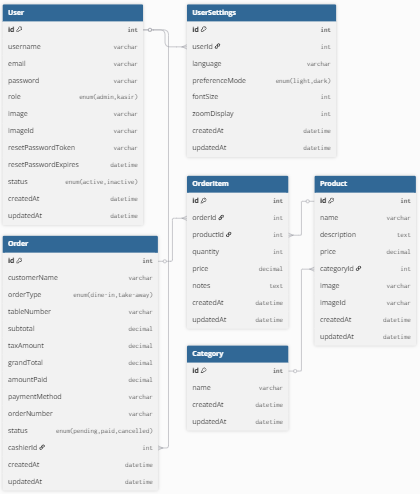 User
id int
username varchar
email varchar
password varchar
role enum(admin,kasir)
image varchar
imageId varchar
resetPasswordToken varchar
resetPasswordExpires datetime
status enum(active,inactive)
createdAt datetime
updatedAt datetime
UserSettings
id int
userId int
language varchar
preferenceMode enum(light,dark)
fontSize int
zoomDisplay int
createdAt datetime
updatedAt datetime
OrderItem
id int
orderId int
productId int
quantity int
price decimal
notes text
createdAt datetime
updatedAt datetime
Product
id int
name varchar
description text
price decimal
categoryId int
image varchar
imageId varchar
createdAt datetime
updatedAt datetime
Order
id int
customerName varchar
orderType enum(dine-in,take-away)
tableNumber varchar
subtotal decimal
taxAmount decimal
grandTotal decimal
amountPaid decimal
paymentMethod varchar
orderNumber varchar
status enum(pending,paid,cancelled)
cashierId int
createdAt datetime
updatedAt datetime
Category
id int
name varchar
createdAt datetime
updatedAt datetime